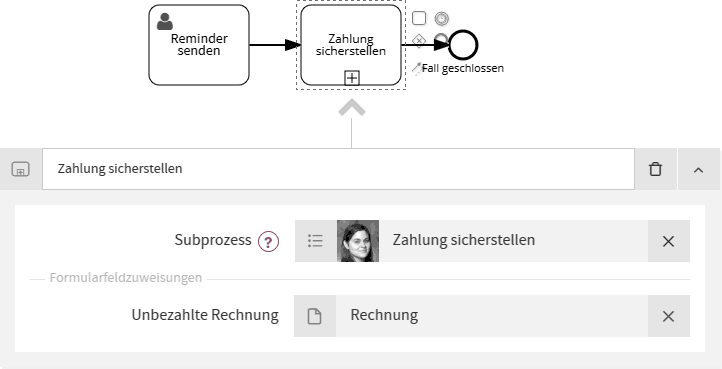 Reminder
senden
Zahlung
sicherstellen
Fall geschlossen
Zahlung sicherstellen
Subprozess ?
Zahlung sicherstellen
Formularfeldzuweisungen
Unbezahlte Rechnung
Rechnung